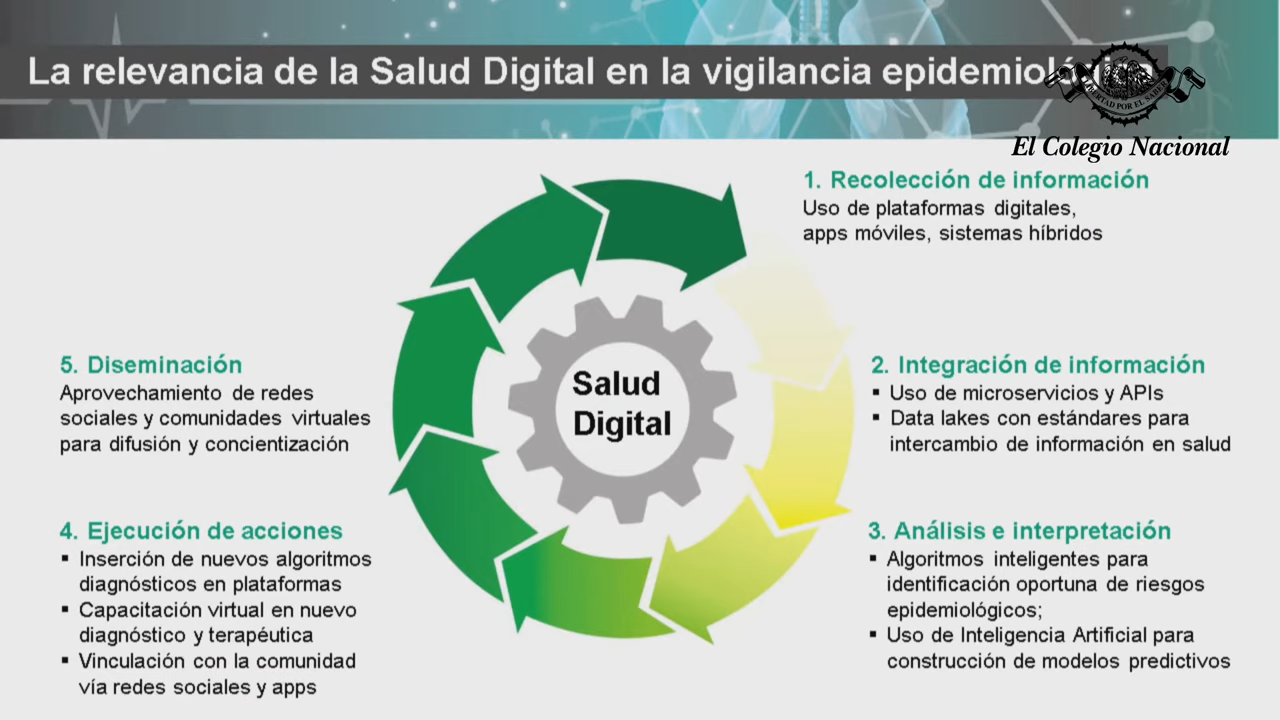 La relevancia de la Salud Digital en la vigilancia
LIBERTAD POR EL SABER
El Colegio Nacional
1. Recolección de información
Uso de plataformas digitales,
apps móviles, sistemas híbridos
Salud
Digital
2. Integración de información
▪ Uso de microservicios y APIs
▪ Data lakes con estándares para
intercambio de información en salud
3. Análisis e interpretación
▪ Algoritmos inteligentes para
identificación oportuna de riesgos
epidemiológicos;
▪ Uso de Inteligencia Artificial para
construcción de modelos predictivos
5. Diseminación
Aprovechamiento de redes
sociales y comunidades virtuales
para difusión y concientización
4. Ejecución de acciones
▪ Inserción de nuevos algoritmos
diagnósticos en plataformas
▪ Capacitación virtual en nuevo
diagnóstico y terapéutica
▪ Vinculación con la comunidad
vía redes sociales y apps